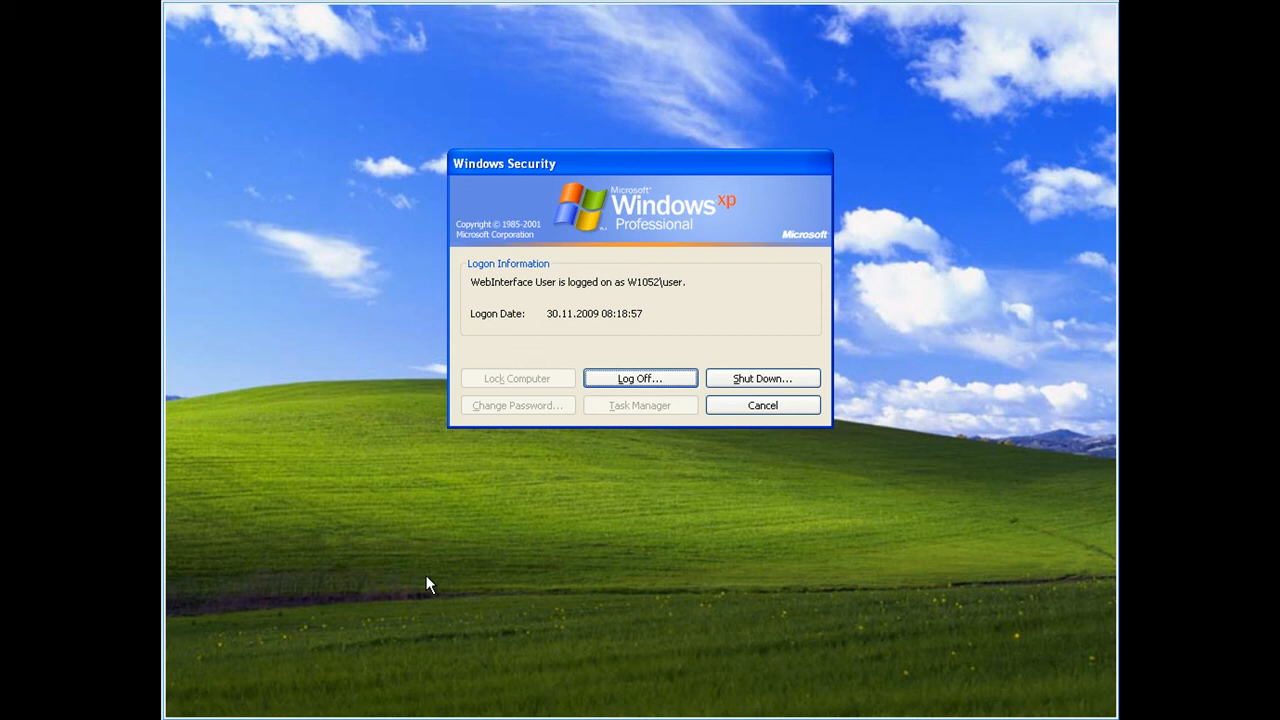 Windows Security
Microsoft®
Windows xp
Professional
Copyright © 1985-2001
Microsoft Corporation
Microsoft
Logon Information
WebInterface User is logged on as W1052\user.
Logon Date: 30.11.2009 08:18:57
Lock Computer Log Off... Shut Down...
Change Password... Task Manager Cancel